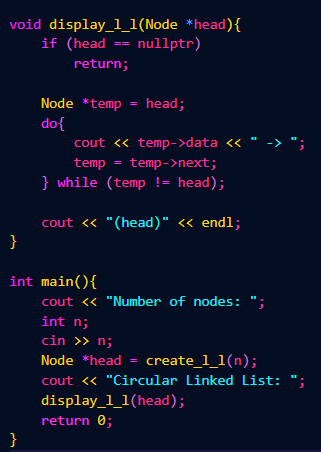 void display_l_l(Node *head){
    if (head == nullptr)
        return;

    Node *temp = head;
    do{
        cout << temp->data << " -> ";
        temp = temp->next;
    } while (temp != head);

    cout << "(head)" << endl;
}

int main(){
    cout << "Number of nodes: ";
    int n;
    cin >> n;
    Node *head = create_l_l(n);
    cout << "Circular Linked List: ";
    display_l_l(head);
    return 0;
}